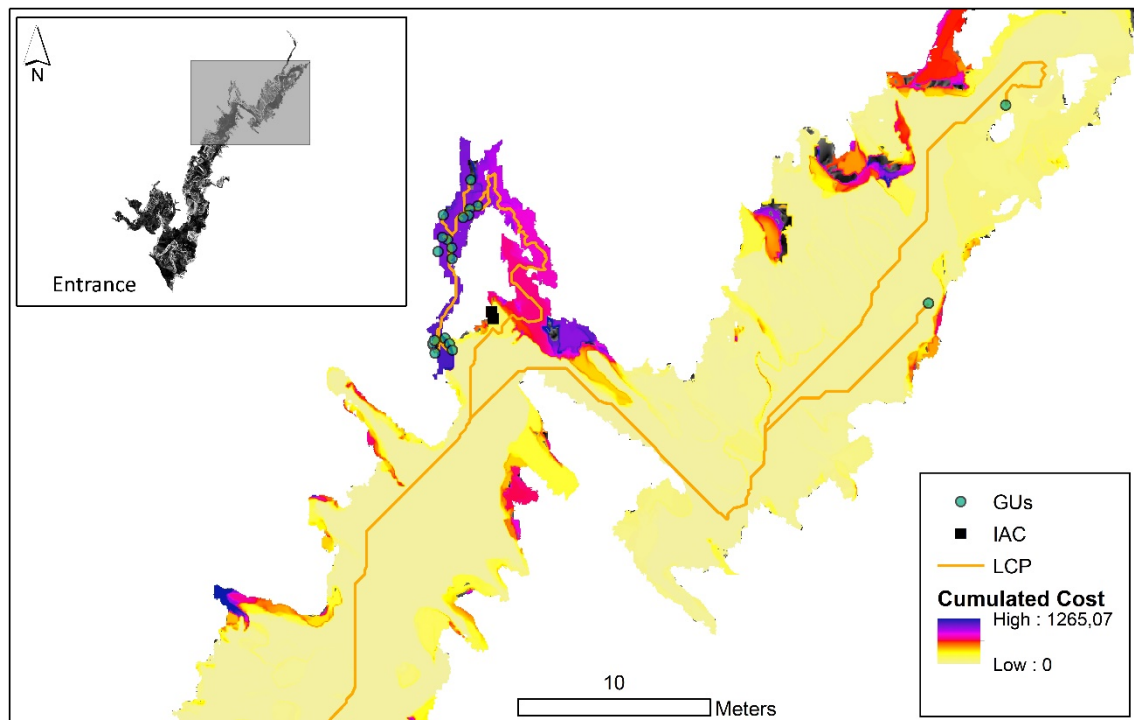 N
Entrance
GUs
IAC
LCP
Cumulated Cost
High : 1265,07
Low : 0
10
Meters